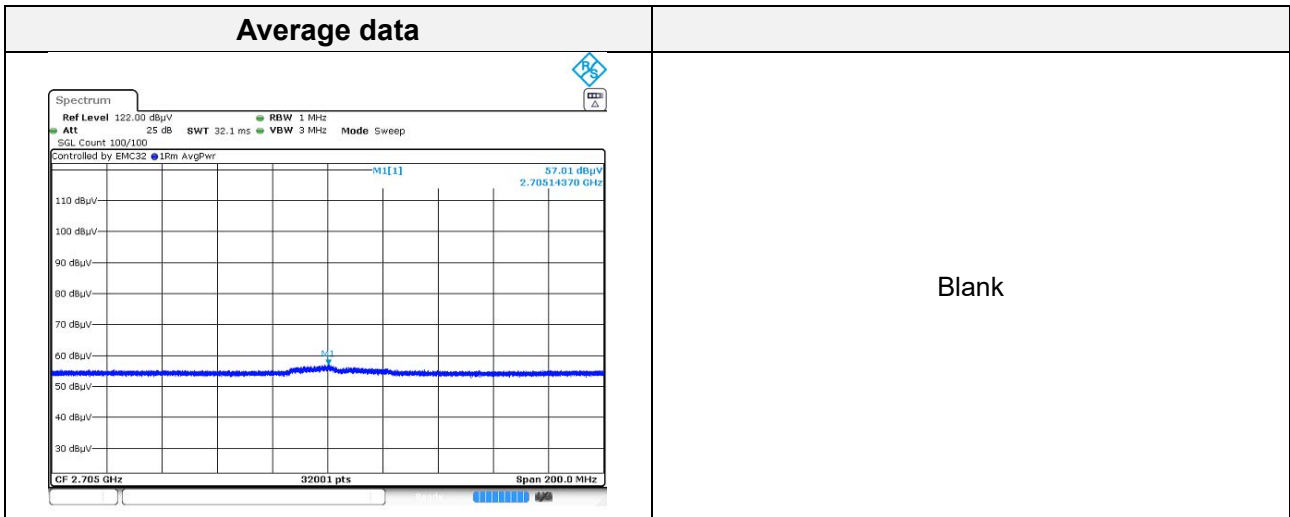 Average data
R S
Spectrum
Ref Level 122.00 dBµV RBW 1 MHz
Att 25 dB SWT 32.1 ms VBW 3 MHz Mode Sweep
SGL Count 100/100
Controlled by EMC32 1Rm AvgPwr
M1[1] 57.01 dBµV
2.70514370 GHz
110 dBµV
100 dBµV
90 dBµV
80 dBµV
70 dBµV
60 dBµV
M1
50 dBµV
40 dBµV
30 dBµV
CF 2.705 GHz 32001 pts Span 200.0 MHz
Blank